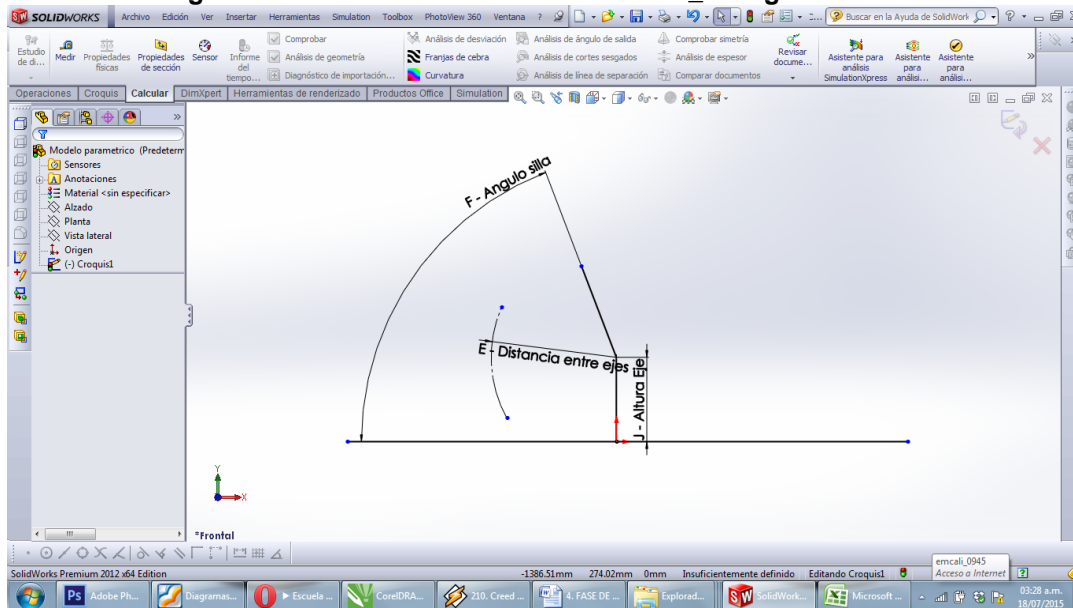 SOLIDWORKS Archivo Edición Ver Insertar Herramientas Simulation Toolbox PhotoView 360 Ventana ? Buscar en la Ayuda de SolidWork
Estudio de di...
Medir
Propiedades físicas
Propiedades de sección
Sensor
Informe del tiempo...
Comprobar
Análisis de geometría
Diagnóstico de importación...
Análisis de desviación
Franjas de cebra
Curvatura
Análisis de ángulo de salida
Análisis de cortes sesgados
Análisis de línea de separación
Comprobar simetría
Análisis de espesor
Comparar documentos
Revisar docume...
Asistente para análisis SimulationXpress
Asistente para análisi...
Asistente para análisi...
Operaciones Croquis Calcular DimXpert Herramientas de renderizado Productos Office Simulation
Modelo parametrico (Predeterm
Sensores
Anotaciones
Material <sin especificar>
Alzado
Planta
Vista lateral
Origen
(-) Croquis1
F - Angulo silla
E - Distancia entre ejes
J - Altura Eje
Y
X
*Frontal
emcali_0945
Acceso a Internet
SolidWorks Premium 2012 x64 Edition -1386.51mm 274.02mm 0mm Insuficientemente definido Editando Croquis1
Adobe Ph... Diagramas... Escuela ... CorelDRA... 210. Creed ... 4. FASE DE ... Explorad... SolidWork... Microsoft ... 03:28 a.m.
18/07/2015